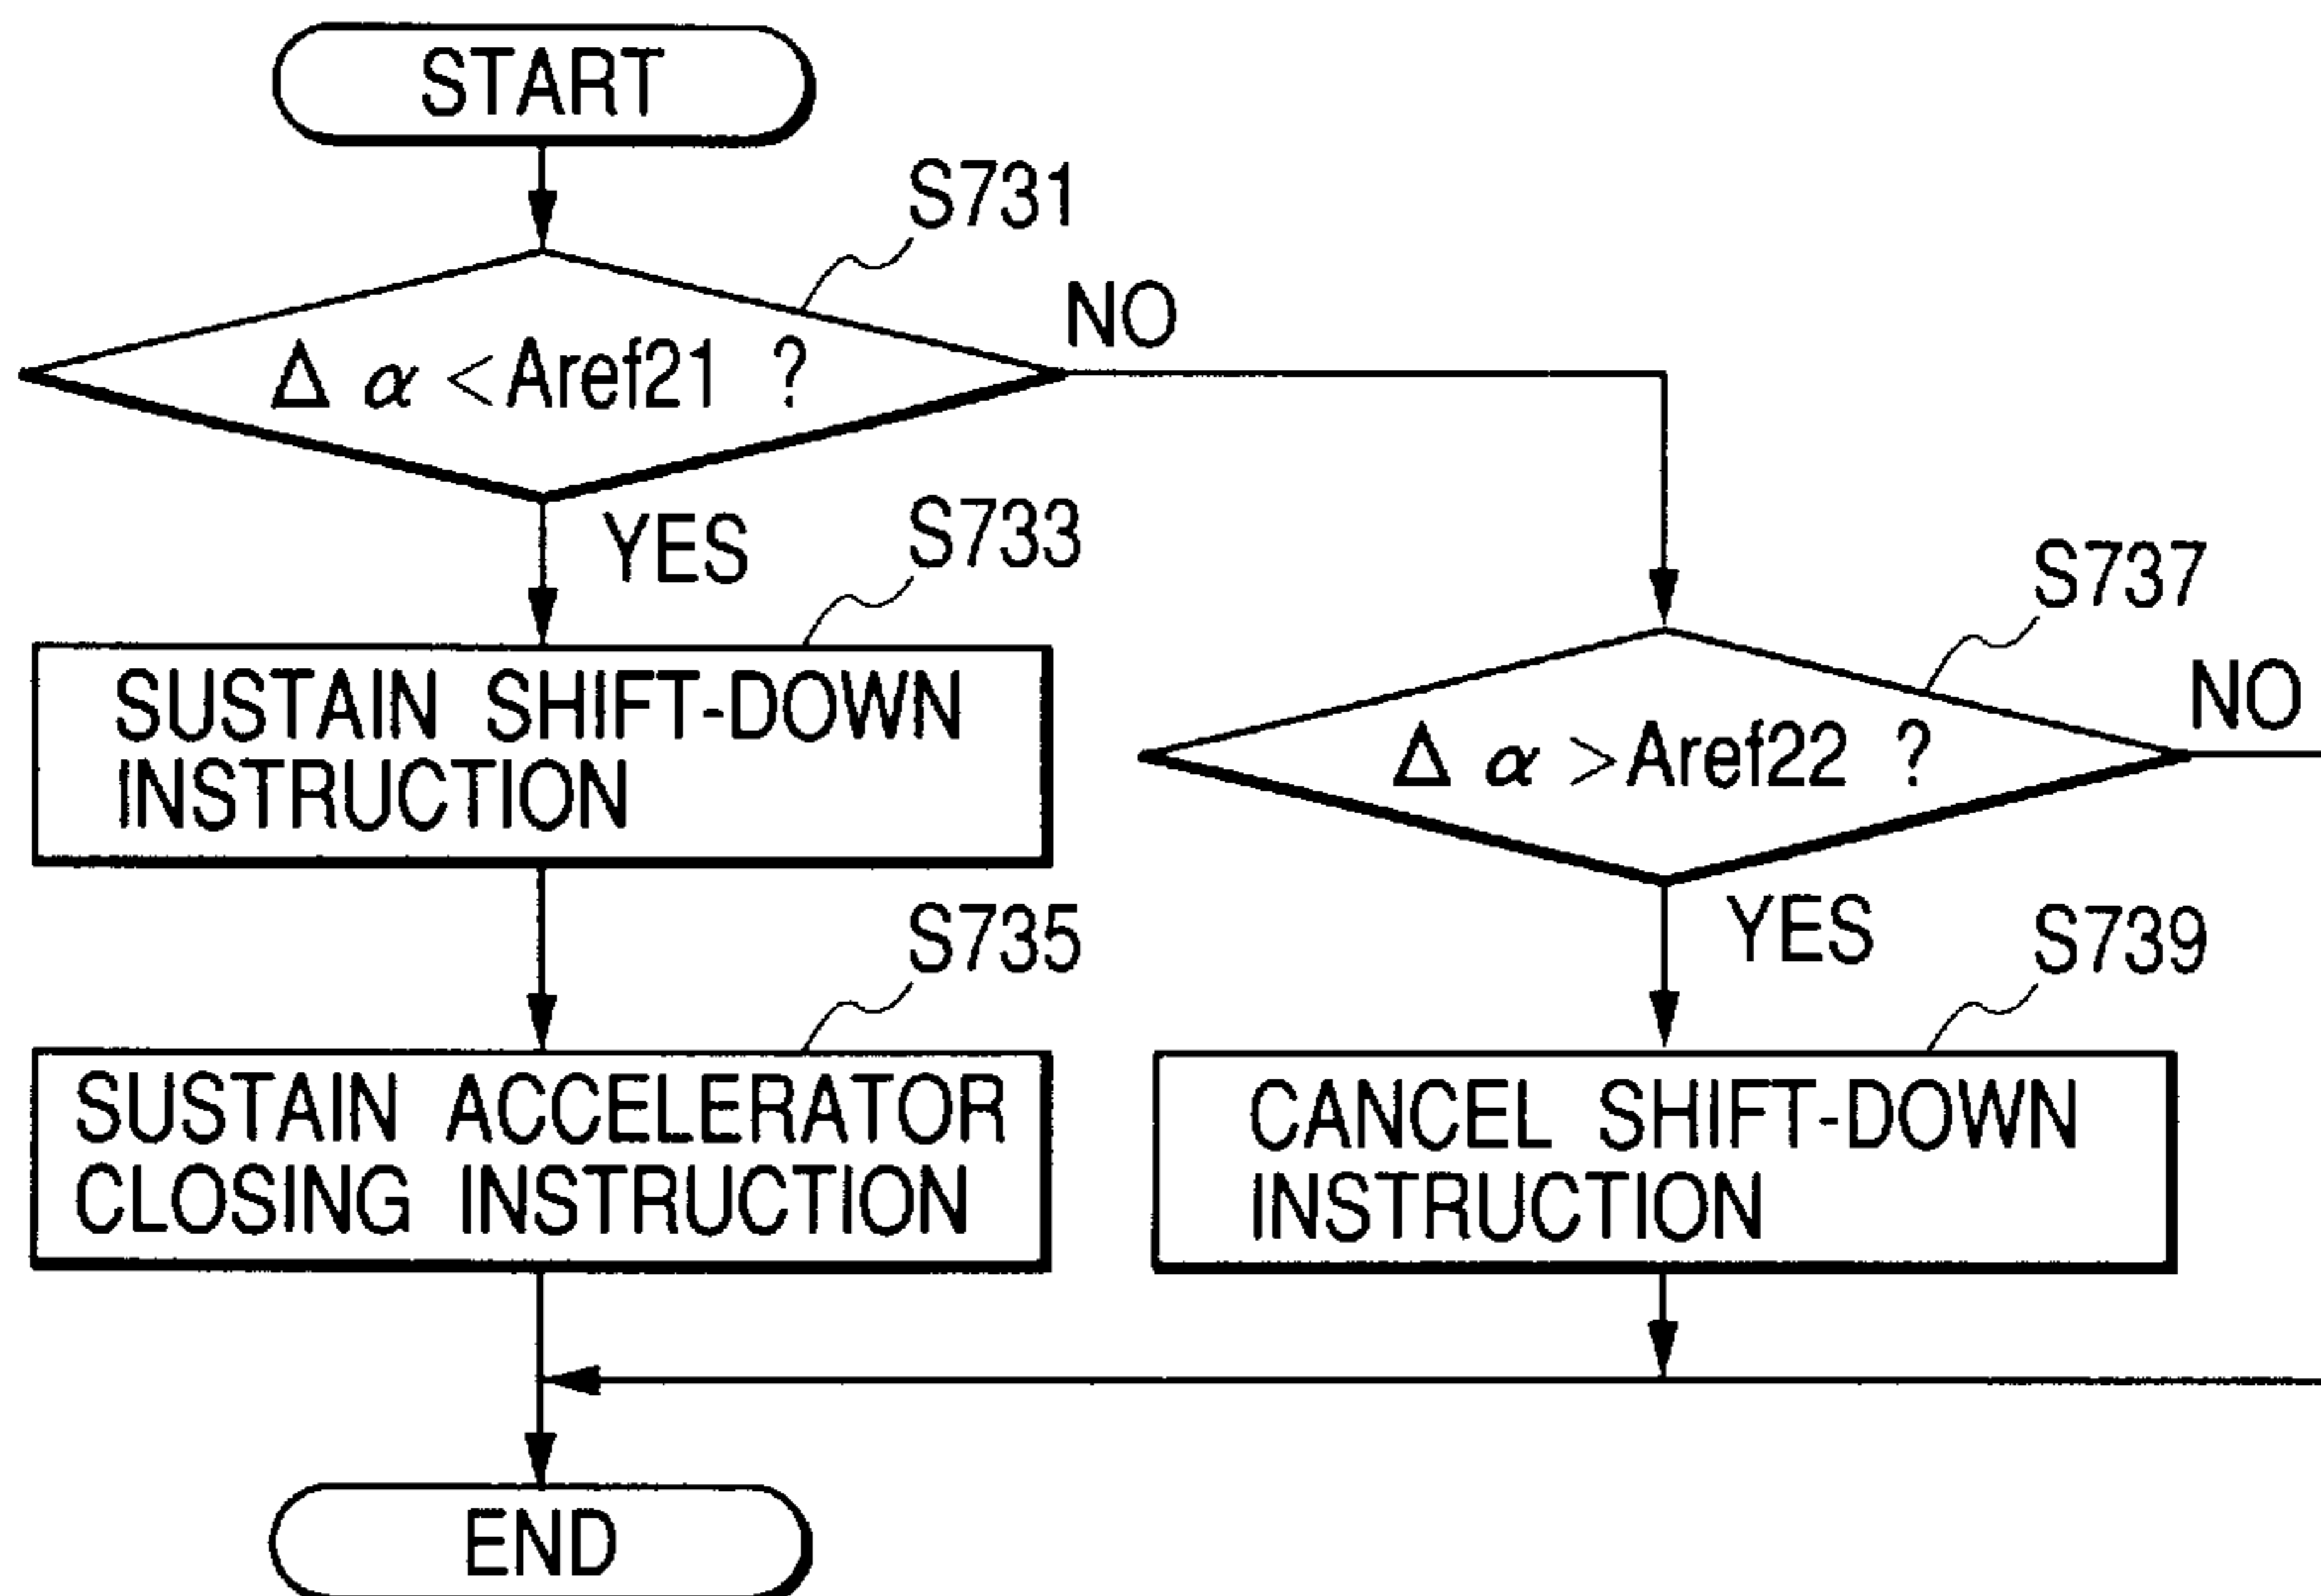 START
S731
NO
Δ α <Aref21 ?
YES
S733
SUSTAIN SHIFT-DOWN
INSTRUCTION
S737
NO
Δ α >Aref22 ?
YES
S735
SUSTAIN ACCELERATOR
CLOSING INSTRUCTION
S739
CANCEL SHIFT-DOWN
INSTRUCTION
END